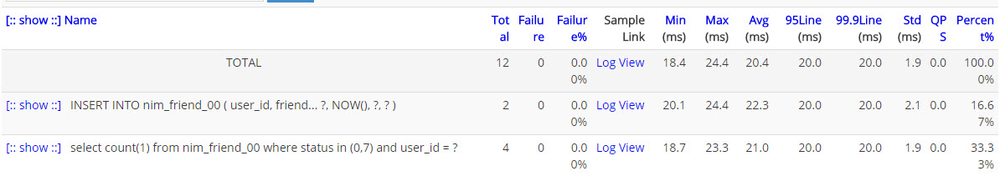 [:: show ::] Name Total Failure Failure% Sample Link Min (ms) Max (ms) Avg (ms) 95Line (ms) 99.9Line (ms) Std (ms) QPS Percent%
TOTAL 12 0 0.00% Log View 18.4 24.4 20.4 20.0 20.0 1.9 0.0 100.00%
[:: show ::] INSERT INTO nim_friend_00 ( user_id, friend... ?, NOW(), ?, ? ) 2 0 0.00% Log View 20.1 24.4 22.3 20.0 20.0 2.1 0.0 16.67%
[:: show ::] select count(1) from nim_friend_00 where status in (0,7) and user_id = ? 4 0 0.00% Log View 18.7 23.3 21.0 20.0 20.0 1.9 0.0 33.33%